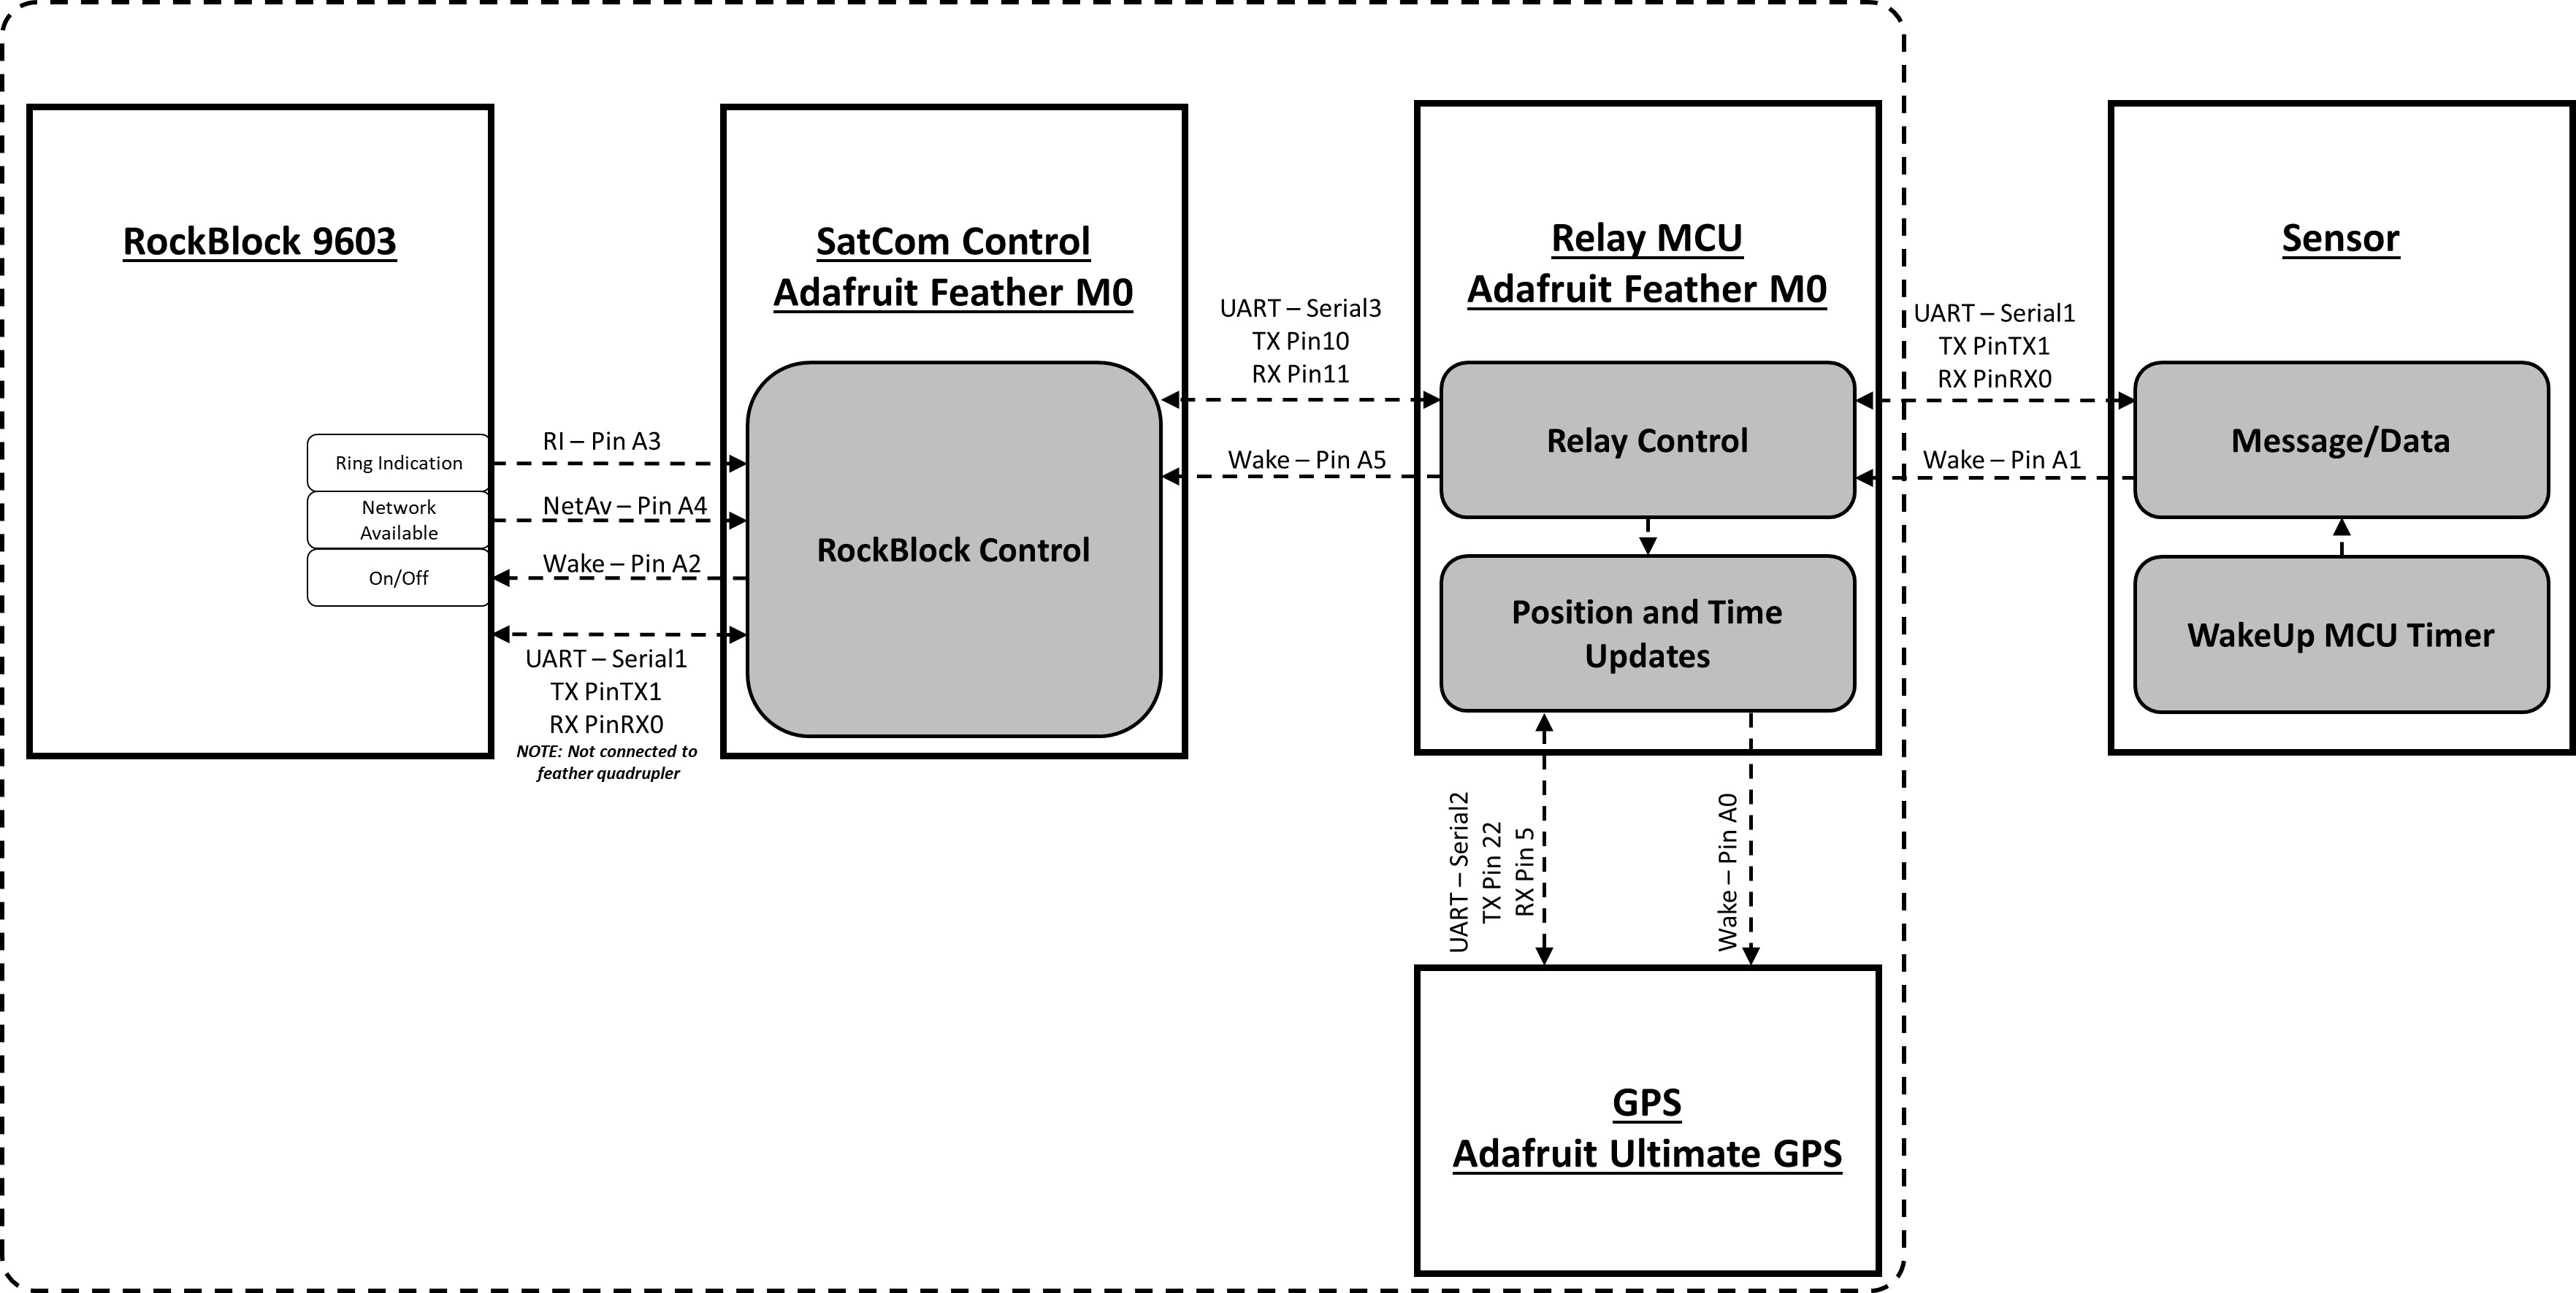 RockBlock 9603
Ring Indication
Network
Available
On/Off
RI – Pin A3
NetAv – Pin A4
Wake – Pin A2
UART – Serial1
TX PinTX1
RX PinRX0
NOTE: Not connected to
feather quadrupler
SatCom Control
Adafruit Feather M0
RockBlock Control
UART – Serial3
TX Pin10
RX Pin11
Wake – Pin A5
Relay MCU
Adafruit Feather M0
Relay Control
Position and Time
Updates
UART – Serial1
TX PinTX1
RX PinRX0
Wake – Pin A1
Sensor
Message/Data
WakeUp MCU Timer
UART – Serial2
TX Pin 22
RX Pin 5
Wake – Pin A0
GPS
Adafruit Ultimate GPS